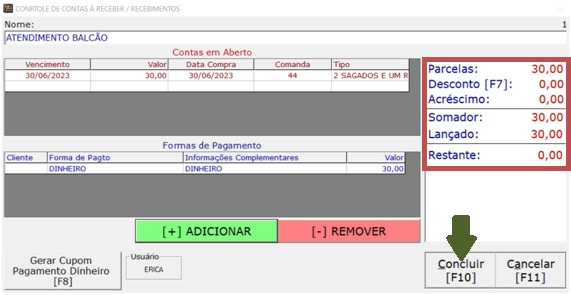 CONRTOLE DE CONTAS À RECEBER / RECEBIMENTOS
Nome: 1
ATENDIMENTO BALCÃO
Contas em Aberto
Vencimento Valor Data Compra Comanda Tipo
30/06/2023 30,00 30/06/2023 44 2 SAGADOS E UM R
Parcelas: 30,00
Desconto [F7]: 0,00
Acréscimo: 0,00
Somador: 30,00
Lançado: 30,00
Restante: 0,00
Formas de Pagamento
Cliente Forma de Pagto Informações Complementares Valor
DINHEIRO DINHEIRO 30,00
[+] ADICIONAR [-] REMOVER
Gerar Cupom
Pagamento Dinheiro
[F8]
Usuário
ERICA
Concluir
[F10]
Cancelar
[F11]